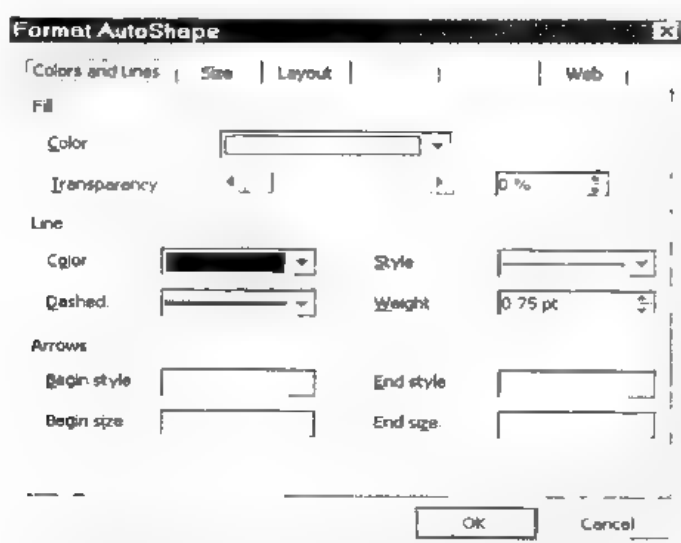 Format AutoShape
Colors and Lines Size Layout Web
Fill
Color
Transparency 0 %
Line
Color Style
Dashed Weight 0.75 pt
Arrows
Begin style End style
Begin size End size
OK Cancel